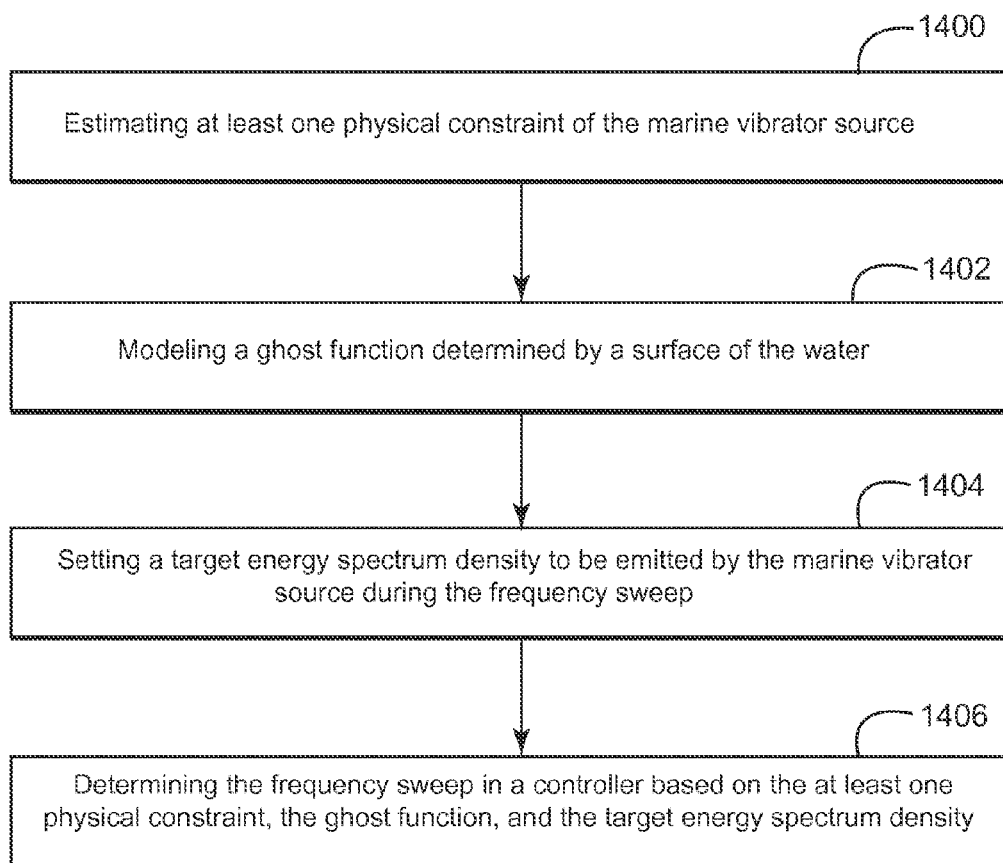 1400
Estimating at least one physical constraint of the marine vibrator source
1402
Modeling a ghost function determined by a surface of the water
1404
Setting a target energy spectrum density to be emitted by the marine vibrator
source during the frequency sweep
1406
Determining the frequency sweep in a controller based on the at least one
physical constraint, the ghost function, and the target energy spectrum density